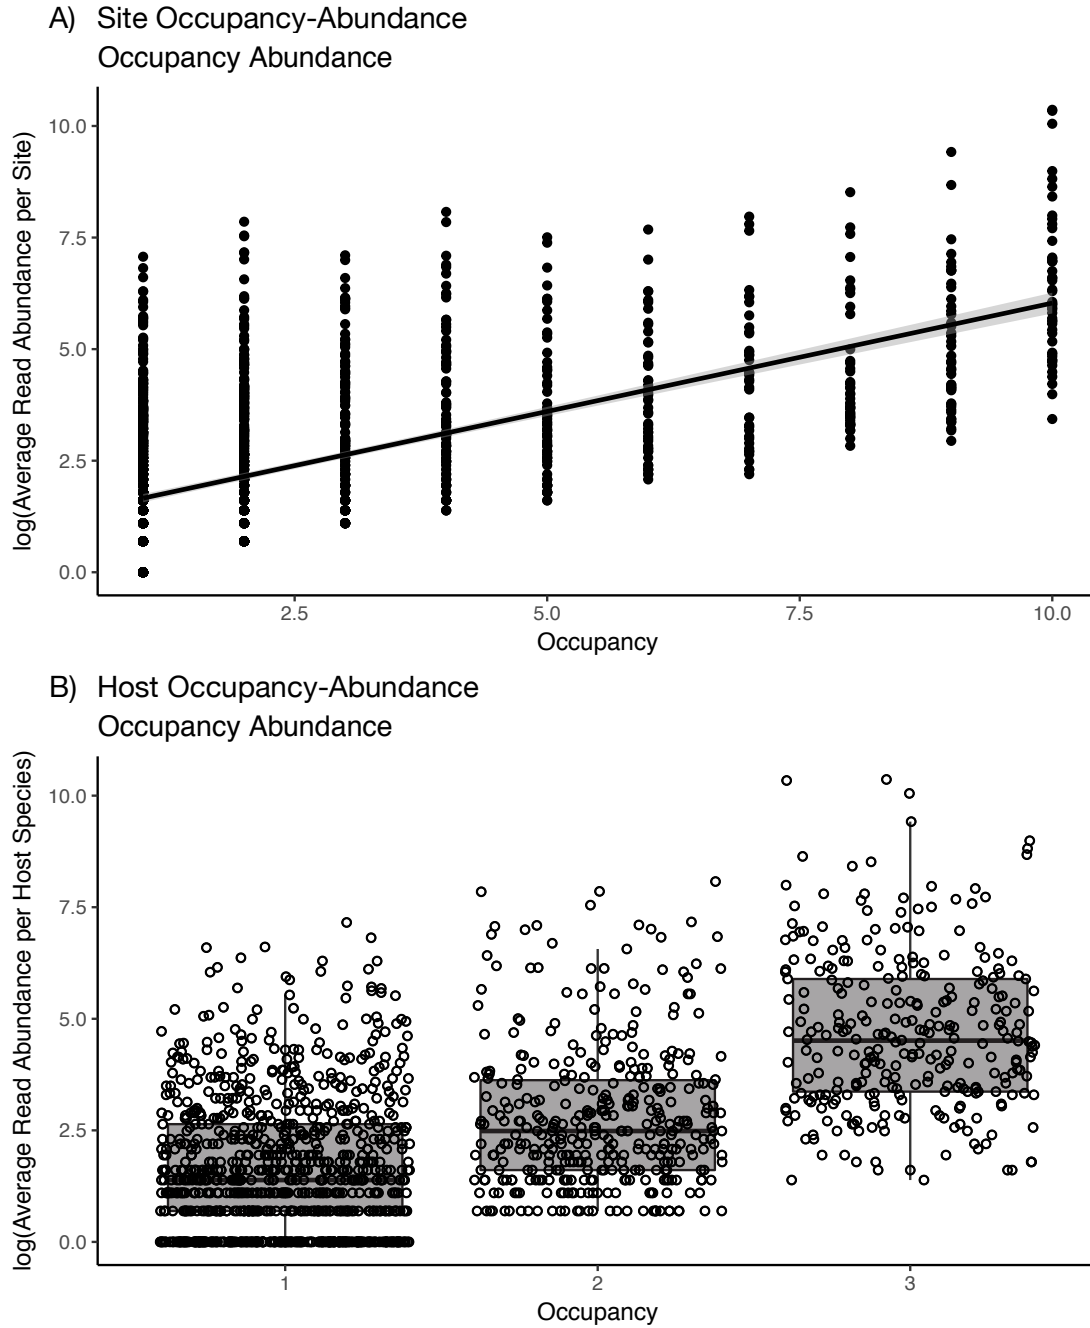 A) Site Occupancy-Abundance
Occupancy Abundance
log(Average Read Abundance per Site)
10.0
7.5
5.0
2.5
0.0
2.5 5.0 7.5 10.0
Occupancy
B) Host Occupancy-Abundance
Occupancy Abundance
log(Average Read Abundance per Host Species)
10.0
7.5
5.0
2.5
0.0
1 2 3
Occupancy